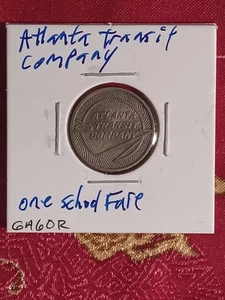 Atlanta transit
company
ATLANTA
TRANSIT
COMPANY
one school Fare
GA60R